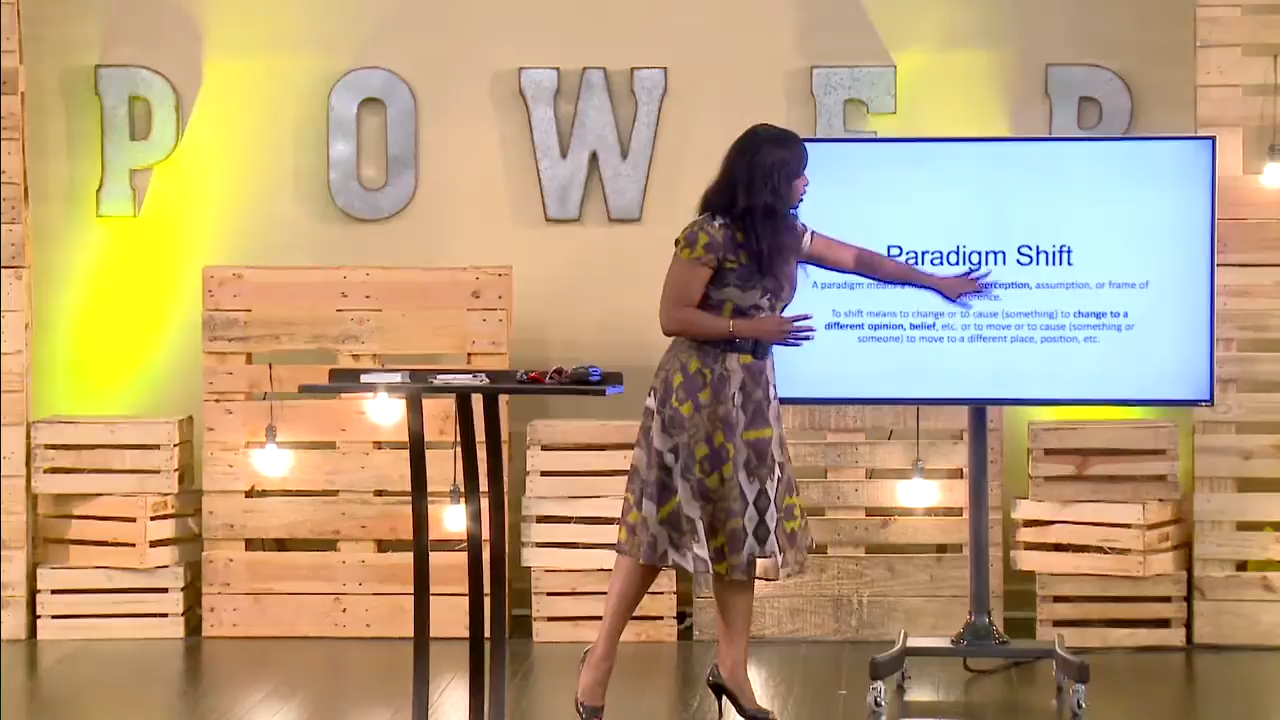 POWER
Paradigm Shift
A paradigm means a perception, assumption, or frame of
To shift means to change or to cause (something) to change to a
different opinion, belief, etc. or to move or to cause (something or
someone) to move to a different place, position, etc.